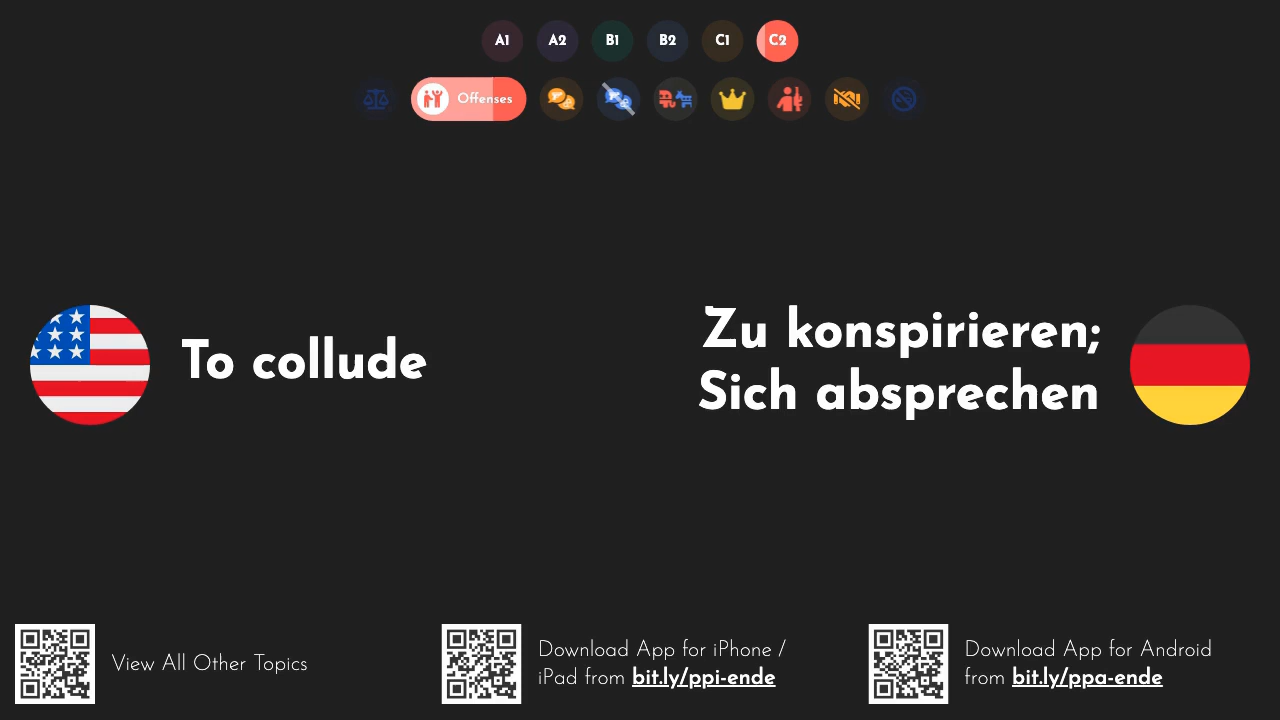 A1 A2 B1 B2 C1 C2
Offenses
To collude
Zu konspirieren;
Sich absprechen
View All Other Topics
Download App for iPhone /
iPad from bit.ly/ppi-ende
Download App for Android
from bit.ly/ppa-ende